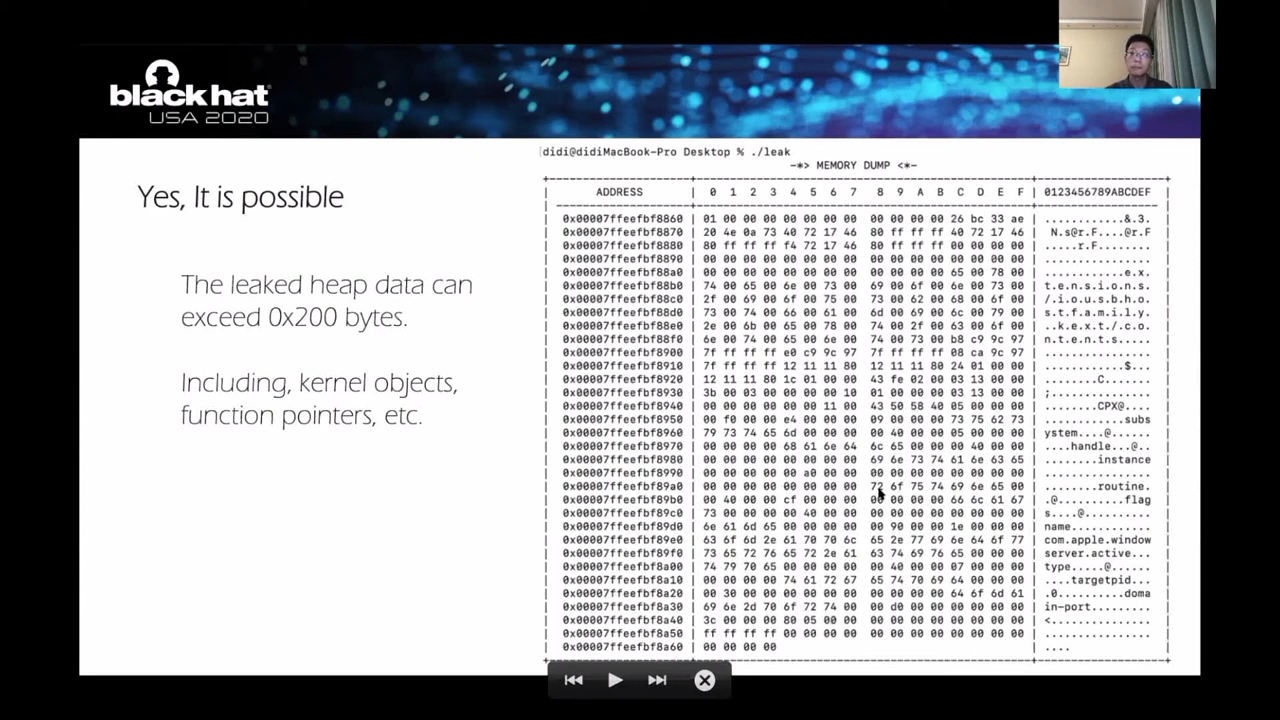 black hat
USA 2020
Yes, It is possible
The leaked heap data can
exceed 0x200 bytes.
Including, kernel objects,
function pointers, etc.
didi@didiMacBook-Pro Desktop % ./leak
-*> MEMORY DUMP <*-
ADDRESS | 0 1 2 3 4 5 6 7 8 9 A B C D E F | 0123456789ABCDEF
0x00007ffeefbf8860 | 01 00 00 00 00 00 00 00 00 00 00 00 26 bc 33 ae | ............&.3.
0x00007ffeefbf8870 | 20 4e 0a 73 40 72 17 46 80 ff ff ff 40 72 17 46 | N.s@r.F....@r.F
0x00007ffeefbf8880 | 80 ff ff ff f4 72 17 46 80 ff ff ff 00 00 00 00 | .....r.F........
0x00007ffeefbf8890 | 00 00 00 00 00 00 00 00 00 00 00 00 00 00 00 00 | ................
0x00007ffeefbf88a0 | 00 00 00 00 00 00 00 00 00 00 00 00 65 00 78 00 | ............e.x.
0x00007ffeefbf88b0 | 74 00 65 00 6e 00 73 00 69 00 6f 00 6e 00 73 00 | t.e.n.s.i.o.n.s.
0x00007ffeefbf88c0 | 2f 00 69 00 6f 00 75 00 73 00 62 00 68 00 6f 00 | /.i.o.u.s.b.h.o.
0x00007ffeefbf88d0 | 73 00 74 00 66 00 61 00 6d 00 69 00 6c 00 79 00 | s.t.f.a.m.i.l.y.
0x00007ffeefbf88e0 | 2e 00 6b 00 65 00 78 00 74 00 2f 00 63 00 6f 00 | ..k.e.x.t./.c.o.
0x00007ffeefbf88f0 | 6e 00 74 00 65 00 6e 00 74 00 73 00 b8 c9 9c 97 | n.t.e.n.t.s.....
0x00007ffeefbf8900 | 7f ff ff ff e0 c9 9c 97 7f ff ff ff 08 ca 9c 97 | ................
0x00007ffeefbf8910 | 7f ff ff ff 12 11 11 80 12 11 11 80 24 01 00 00 | ............$...
0x00007ffeefbf8920 | 12 11 11 80 1c 01 00 00 43 fe 02 00 03 13 00 00 | ........C.......
0x00007ffeefbf8930 | 3b 00 03 00 00 00 10 01 00 00 00 00 03 13 00 00 | ;...............
0x00007ffeefbf8940 | 00 00 00 00 00 00 11 00 43 50 58 40 05 00 00 00 | ........CPX@....
0x00007ffeefbf8950 | 00 f0 00 00 e4 00 00 00 09 00 00 00 73 75 62 73 | ............subs
0x00007ffeefbf8960 | 79 73 74 65 6d 00 00 00 00 40 00 00 05 00 00 00 | ystem....@......
0x00007ffeefbf8970 | 00 00 00 00 68 61 6e 64 6c 65 00 00 00 40 00 00 | ....handle...@..
0x00007ffeefbf8980 | 00 00 00 00 00 00 00 00 69 6e 73 74 61 6e 63 65 | ........instance
0x00007ffeefbf8990 | 00 00 00 00 00 a0 00 00 00 00 00 00 00 00 00 00 | ................
0x00007ffeefbf89a0 | 00 00 00 00 00 00 00 00 72 6f 75 74 69 6e 65 00 | ........routine.
0x00007ffeefbf89b0 | 00 40 00 00 cf 00 00 00 00 00 00 00 66 6c 61 67 | .@..........flag
0x00007ffeefbf89c0 | 73 00 00 00 00 40 00 00 00 00 00 00 00 00 00 00 | s....@..........
0x00007ffeefbf89d0 | 6e 61 6d 65 00 00 00 00 00 90 00 00 1e 00 00 00 | name............
0x00007ffeefbf89e0 | 63 6f 6d 2e 61 70 70 6c 65 2e 77 69 6e 64 6f 77 | com.apple.window
0x00007ffeefbf89f0 | 73 65 72 76 65 72 2e 61 63 74 69 76 65 00 00 00 | server.active...
0x00007ffeefbf8a00 | 74 79 70 65 00 00 00 00 00 40 00 00 07 00 00 00 | type.....@......
0x00007ffeefbf8a10 | 00 00 00 00 74 61 72 67 65 74 70 69 64 00 00 00 | ....targetpid...
0x00007ffeefbf8a20 | 00 30 00 00 00 00 00 00 00 00 00 00 64 6f 6d 61 | .0..........doma
0x00007ffeefbf8a30 | 69 6e 2d 70 6f 72 74 00 00 d0 00 00 00 00 00 00 | in-port.........
0x00007ffeefbf8a40 | 3c 00 00 00 80 05 00 00 00 00 00 00 00 00 00 00 | <...............
0x00007ffeefbf8a50 | ff ff ff ff 00 00 00 00 00 00 00 00 00 00 00 00 | ................
0x00007ffeefbf8a60 | 00 00 00 00 | ....